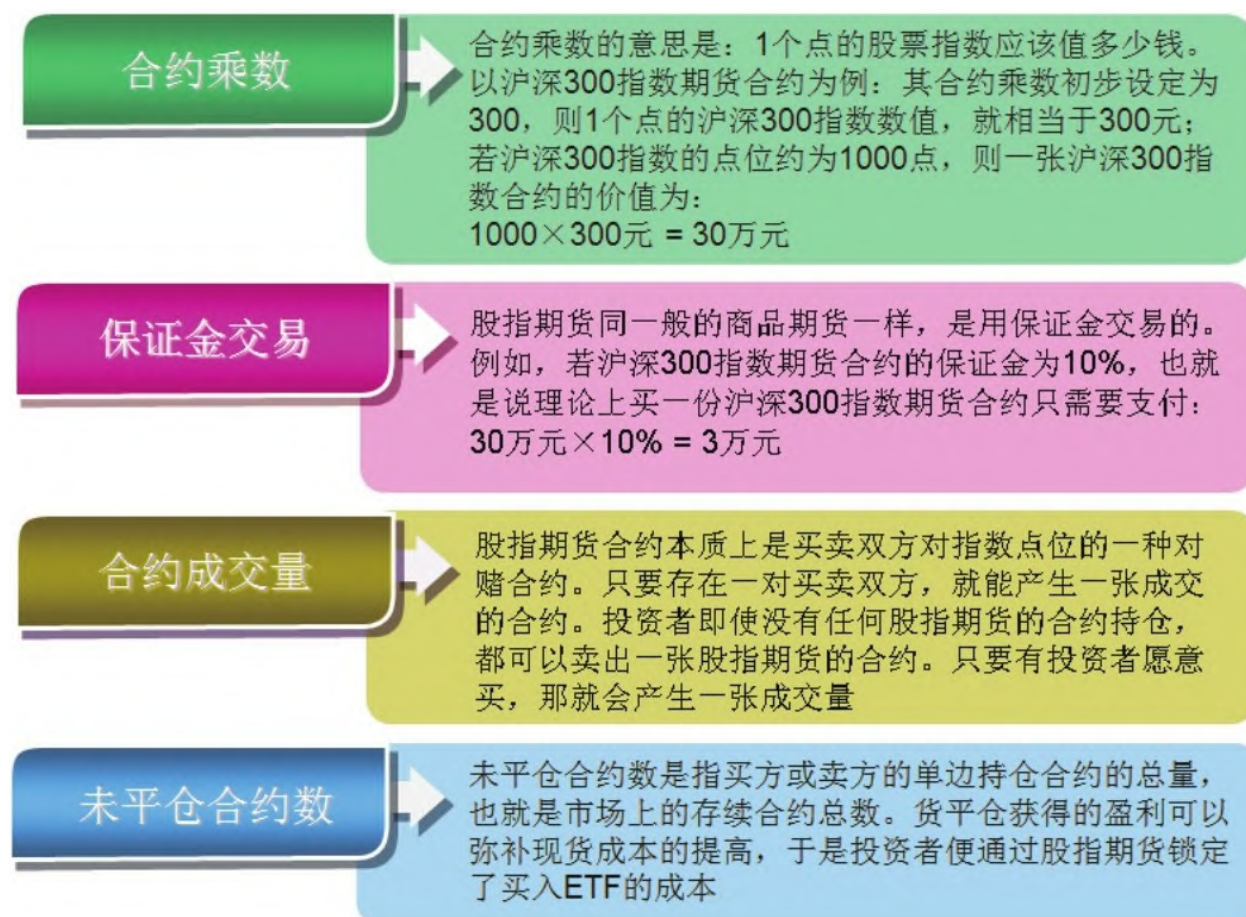 合约乘数
合约乘数的意思是：1个点的股票指数应该值多少钱。
以沪深300指数期货合约为例：其合约乘数初步设定为
300，则1个点的沪深300指数数值，就相当于300元；
若沪深300指数的点位约为1000点，则一张沪深300指
数合约的价值为：
1000×300元 = 30万元
保证金交易
股指期货同一般的商品期货一样，是用保证金交易的。
例如，若沪深300指数期货合约的保证金为10%，也就
是说理论上买一份沪深300指数期货合约只需要支付：
30万元×10% = 3万元
合约成交量
股指期货合约本质上是买卖双方对指数点位的一种对
赌合约。只要存在一对买卖双方，就能产生一张成交
的合约。投资者即使没有任何股指期货的合约持仓，
都可以卖出一张股指期货的合约。只要有投资者愿意
买，那就会产生一张成交量
未平仓合约数
未平仓合约数是指买方或卖方的单边持仓合约的总量，
也就是市场上的存续合约总数。货平仓获得的盈利可以
弥补现货成本的提高，于是投资者便通过股指期货锁定
了买入ETF的成本